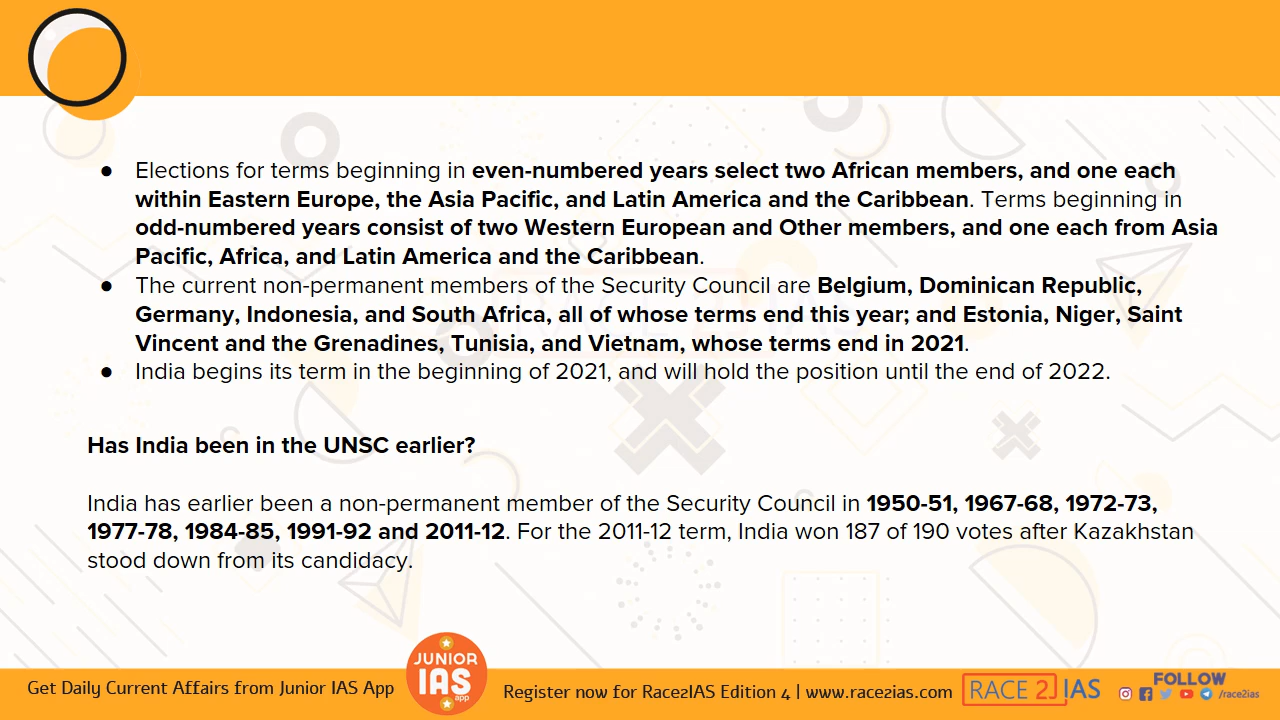 ● Elections for terms beginning in even-numbered years select two African members, and one each
within Eastern Europe, the Asia Pacific, and Latin America and the Caribbean. Terms beginning in
odd-numbered years consist of two Western European and Other members, and one each from Asia
Pacific, Africa, and Latin America and the Caribbean.
● The current non-permanent members of the Security Council are Belgium, Dominican Republic,
Germany, Indonesia, and South Africa, all of whose terms end this year; and Estonia, Niger, Saint
Vincent and the Grenadines, Tunisia, and Vietnam, whose terms end in 2021.
● India begins its term in the beginning of 2021, and will hold the position until the end of 2022.
Has India been in the UNSC earlier?
India has earlier been a non-permanent member of the Security Council in 1950-51, 1967-68, 1972-73,
1977-78, 1984-85, 1991-92 and 2011-12. For the 2011-12 term, India won 187 of 190 votes after Kazakhstan
stood down from its candidacy.
Get Daily Current Affairs from Junior IAS App
JUNIOR
IAS
app
Register now for Race2IAS Edition 4 | www.race2ias.com
RACE 2 IAS
FOLLOW
/race2ias
RACE 2 IAS